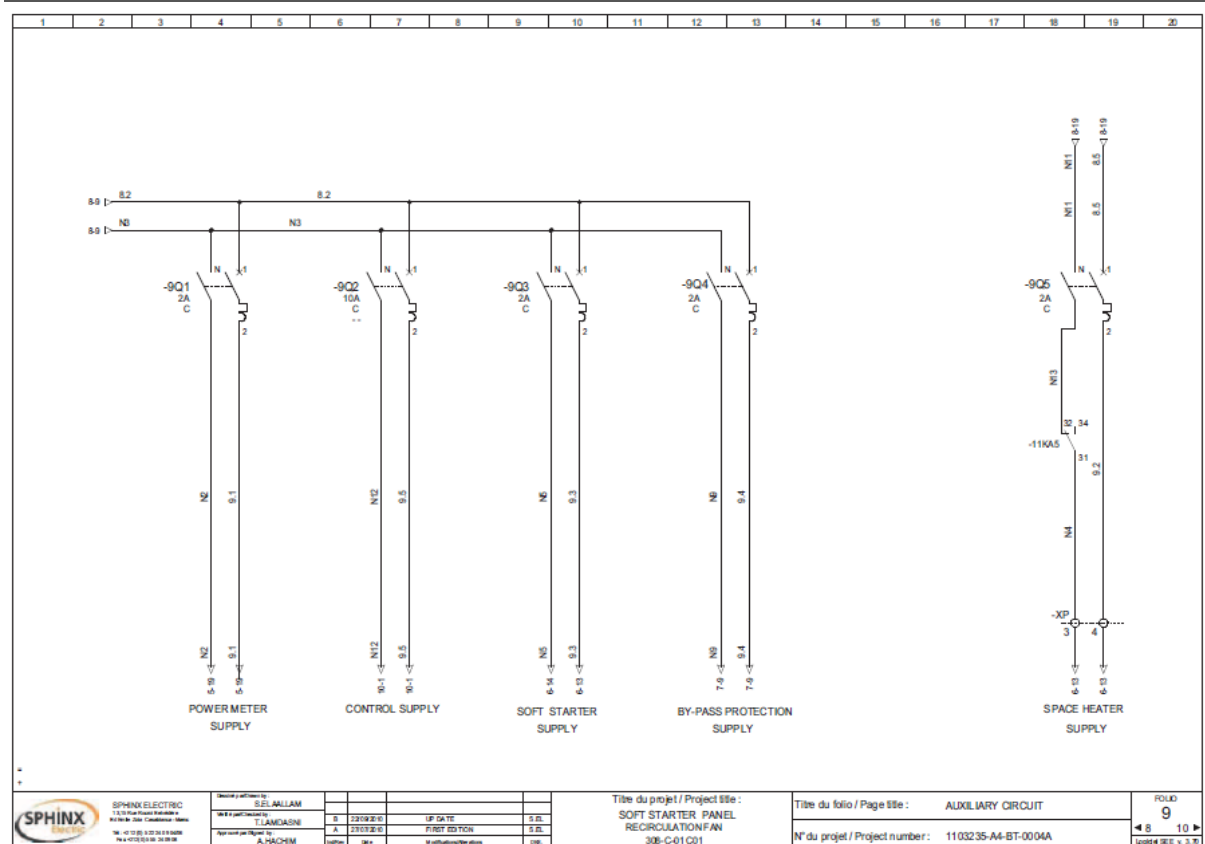 1 2 3 4 5 6 7 8 9 10 11 12 13 14 15 16 17 18 19 20
8-19 8-19
N11 8.5
N11 8.5
8-9 8.2 8.2
8-9 N3 N3
N 1 N 1 N 1 N 1 N 1
-9Q1 -9Q2 -9Q3 -9Q4 -9Q5
2A 10A 2A 2A 2A
C C C C C
- -
2 2 2 2 2
N13
32 34
-11KA5
31
9.2
N2 9.1 N12 9.5 N5 9.3 N9 9.4
N4
-XP
3 4
N2 9.1 N12 9.5 N5 9.3 N9 9.4
5-19 5-19 10-1 10-1 6-14 6-13 7-9 7-9 6-13 6-13
POWER METER
SUPPLY
CONTROL SUPPLY
SOFT STARTER
SUPPLY
BY-PASS PROTECTION
SUPPLY
SPACE HEATER
SUPPLY
=
+
SPHINX
Electric
SPHINX ELECTRIC
S.EL AALLAM
T.LAMDASNI
A.HACHIM
B UP DATE S.EL
A FIRST EDITION S.EL
Date
Titre du projet / Project title :
SOFT STARTER PANEL
RECIRCULATION FAN
308-C-01 C01
Titre du folio / Page title : AUXILIARY CIRCUIT
N° du projet / Project number : 1103235-A4-BT-0004A
FOLIO
9
8 10